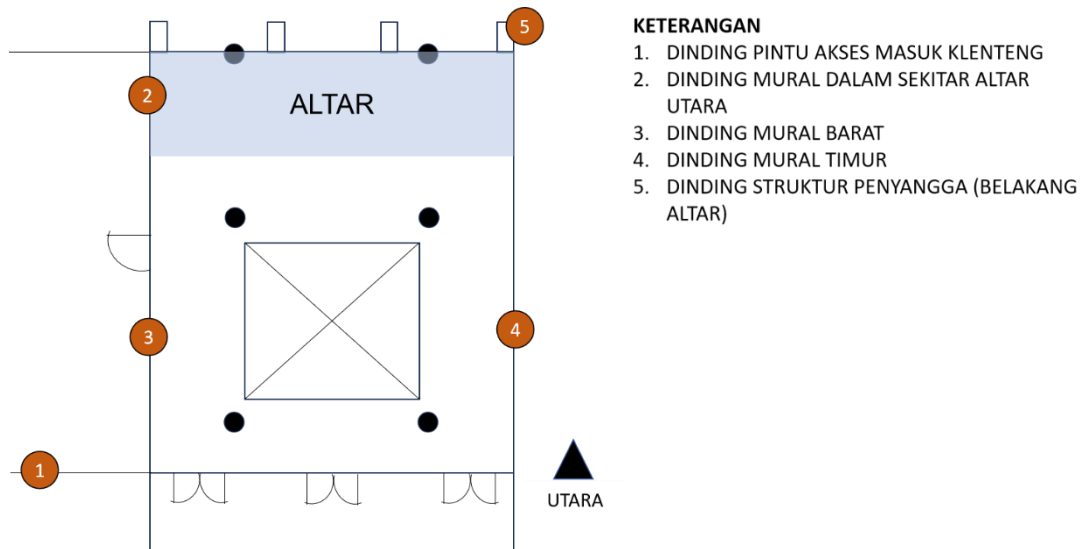 5
KETERANGAN
1. DINDING PINTU AKSES MASUK KLENTENG
2. DINDING MURAL DALAM SEKITAR ALTAR
UTARA
3. DINDING MURAL BARAT
4. DINDING MURAL TIMUR
5. DINDING STRUKTUR PENYANGGA (BELAKANG
ALTAR)
2
ALTAR
3
4
1
UTARA